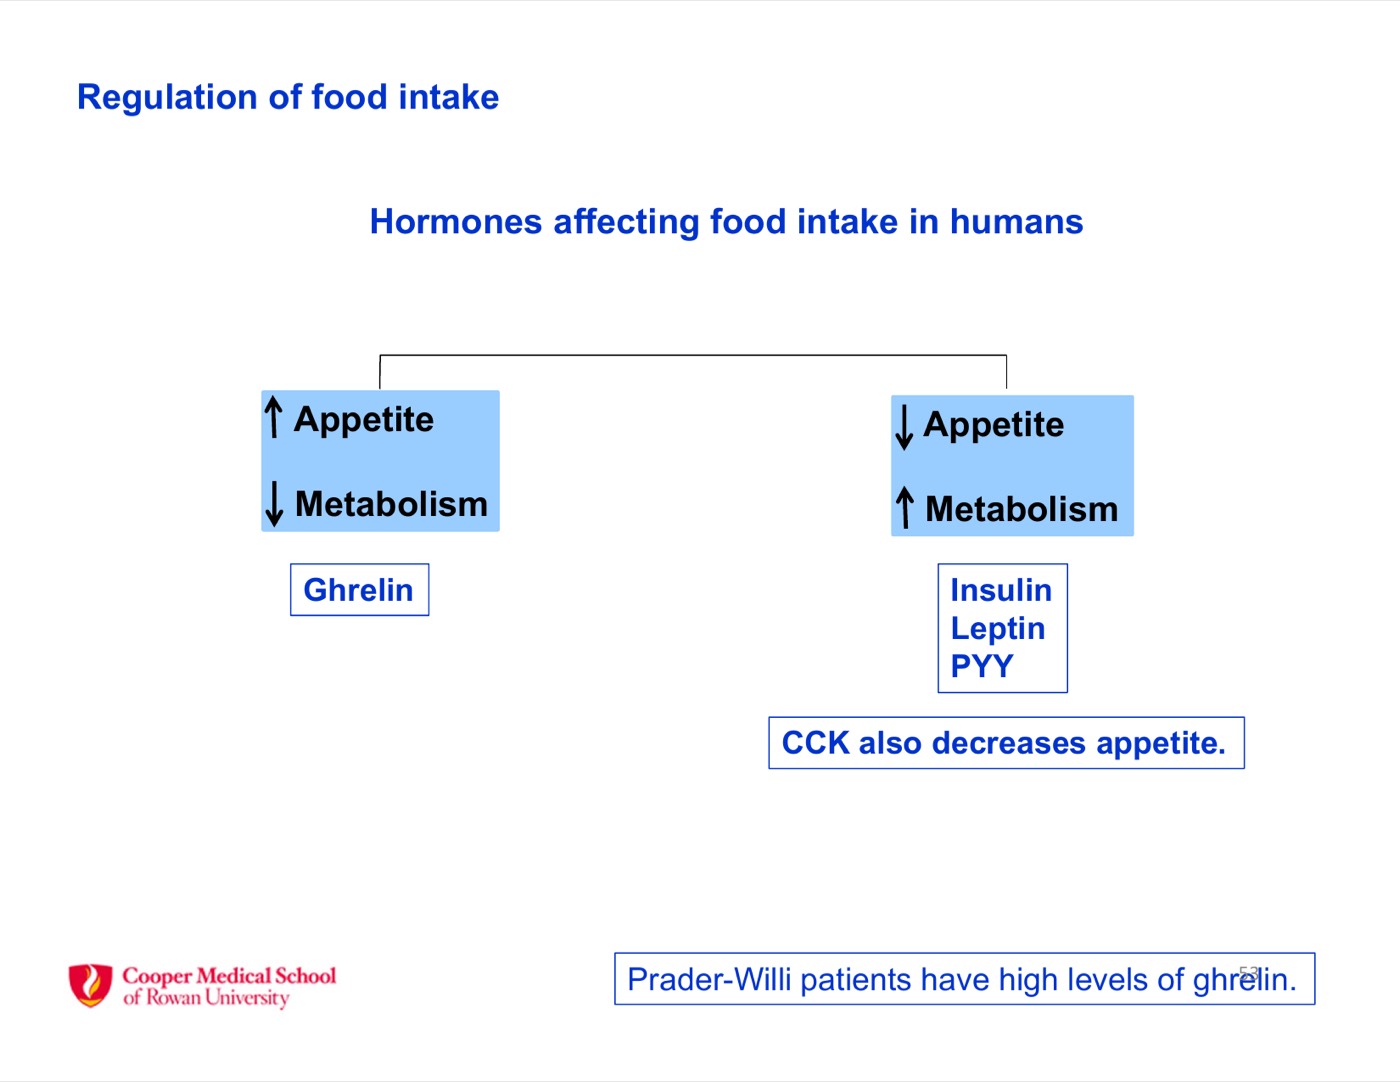 Regulation of food intake
Hormones affecting food intake in humans
↑ Appetite
↓ Metabolism
Ghrelin
↓ Appetite
↑ Metabolism
Insulin
Leptin
PYY
CCK also decreases appetite.
Cooper Medical School
of Rowan University
Prader-Willi patients have high levels of ghrelin.
53